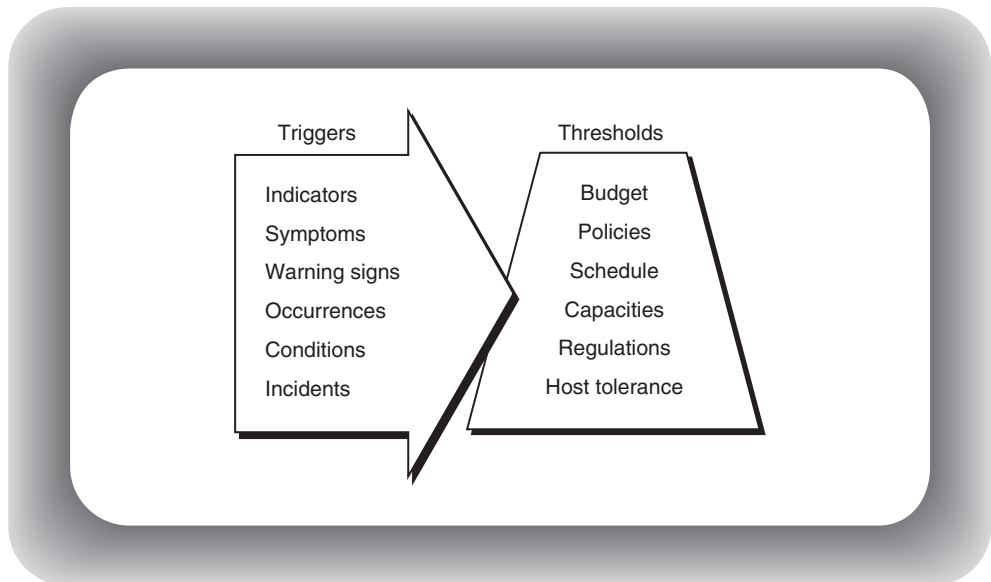 Triggers
Indicators
Symptoms
Warning signs
Occurrences
Conditions
Incidents
Thresholds
Budget
Policies
Schedule
Capacities
Regulations
Host tolerance